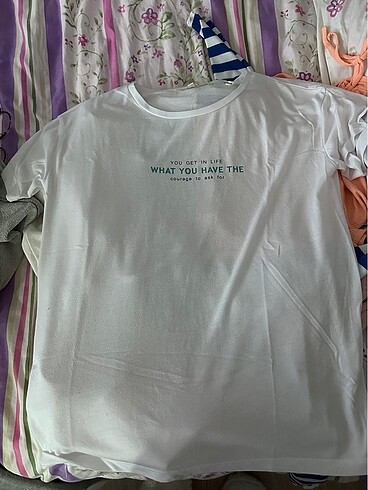 YOU GET IN LIFE
WHAT YOU HAVE THE
courage to ask for